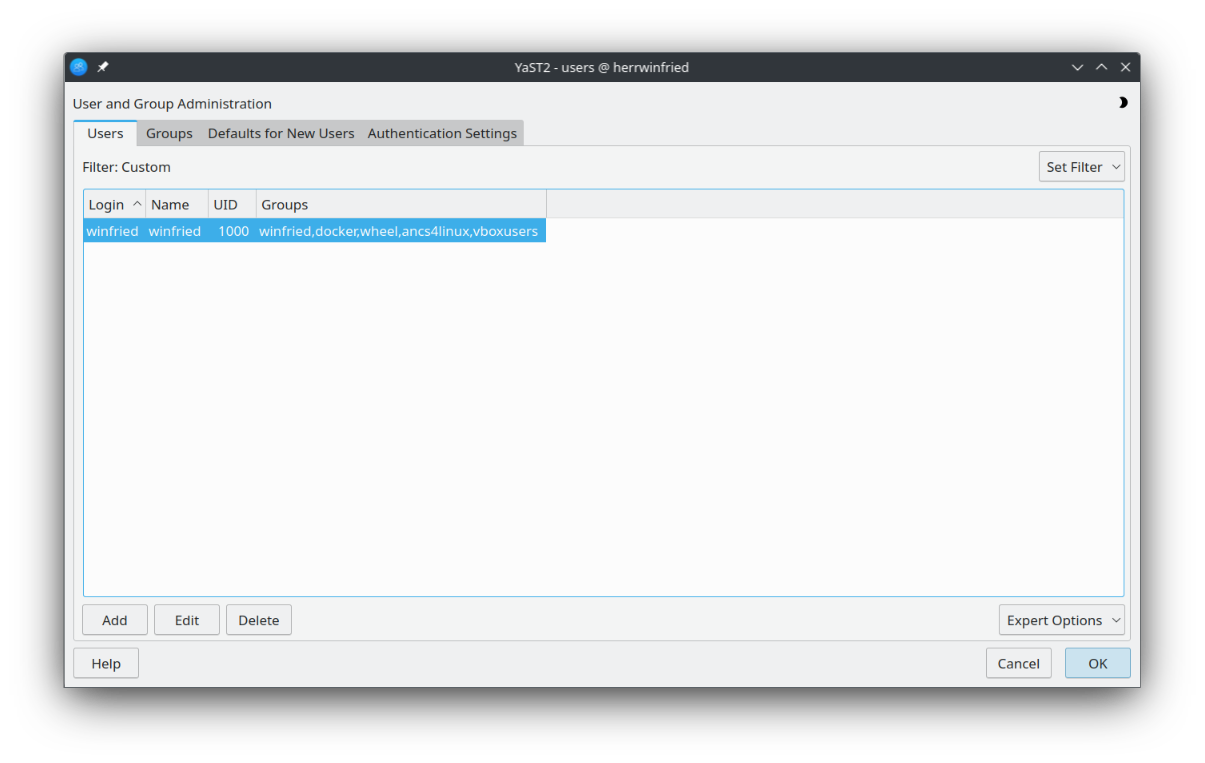 YaST2 - users @ herrwinfried
User and Group Administration
Users Groups Defaults for New Users Authentication Settings
Filter: Custom Set Filter
Login Name UID Groups
winfried winfried 1000 winfried,docker,wheel,ancs4linux,vboxusers
Add Edit Delete Expert Options
Help Cancel OK